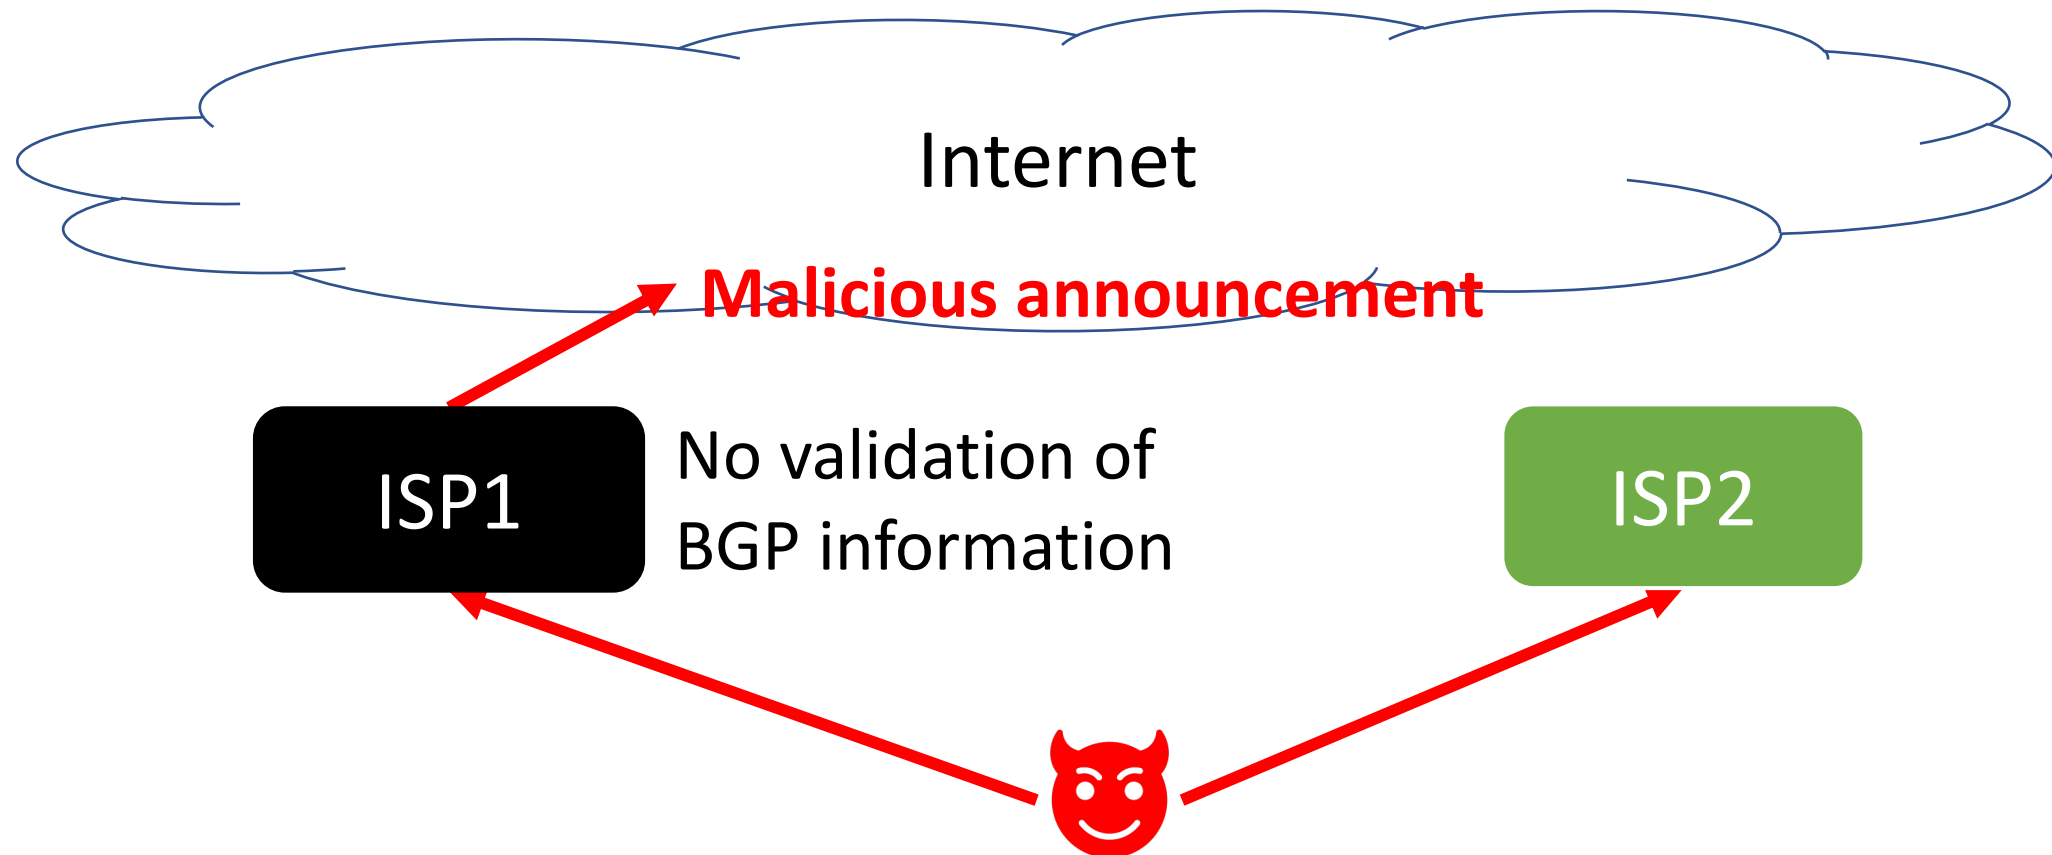 Internet
Malicious announcement
ISP1
No validation of
BGP information
ISP2